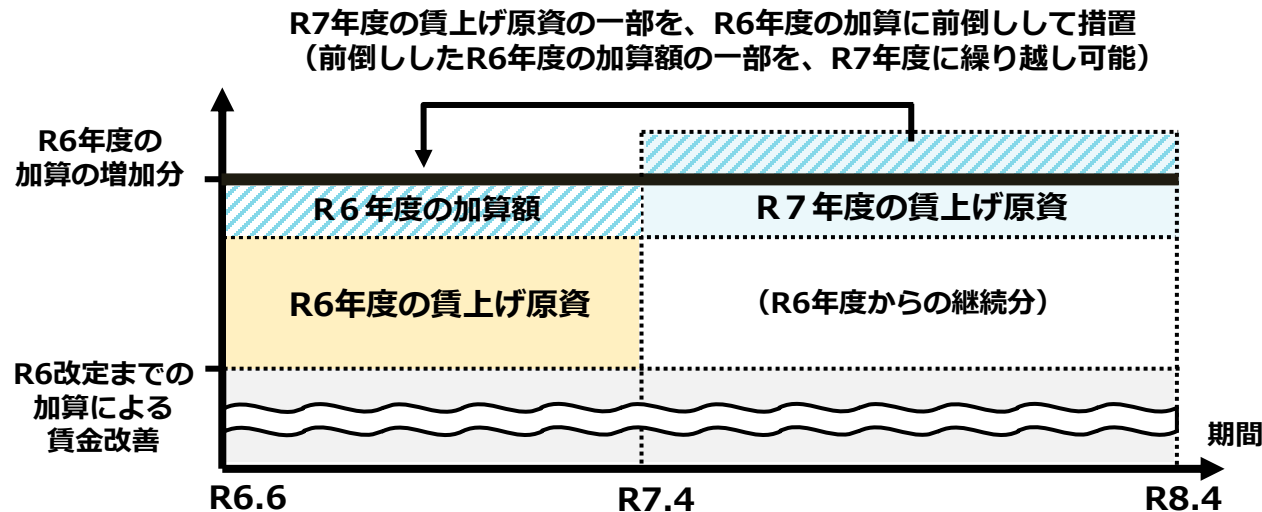 R7年度の賃上げ原資の一部を、R6年度の加算に前倒しして措置
（前倒ししたR6年度の加算額の一部を、R7年度に繰り越し可能）
R6年度の
加算の増加分
R６年度の加算額
R７年度の賃上げ原資
R6年度の賃上げ原資
（R6年度からの継続分）
R6改定までの
加算による
賃金改善
期間
R6.6
R7.4
R8.4